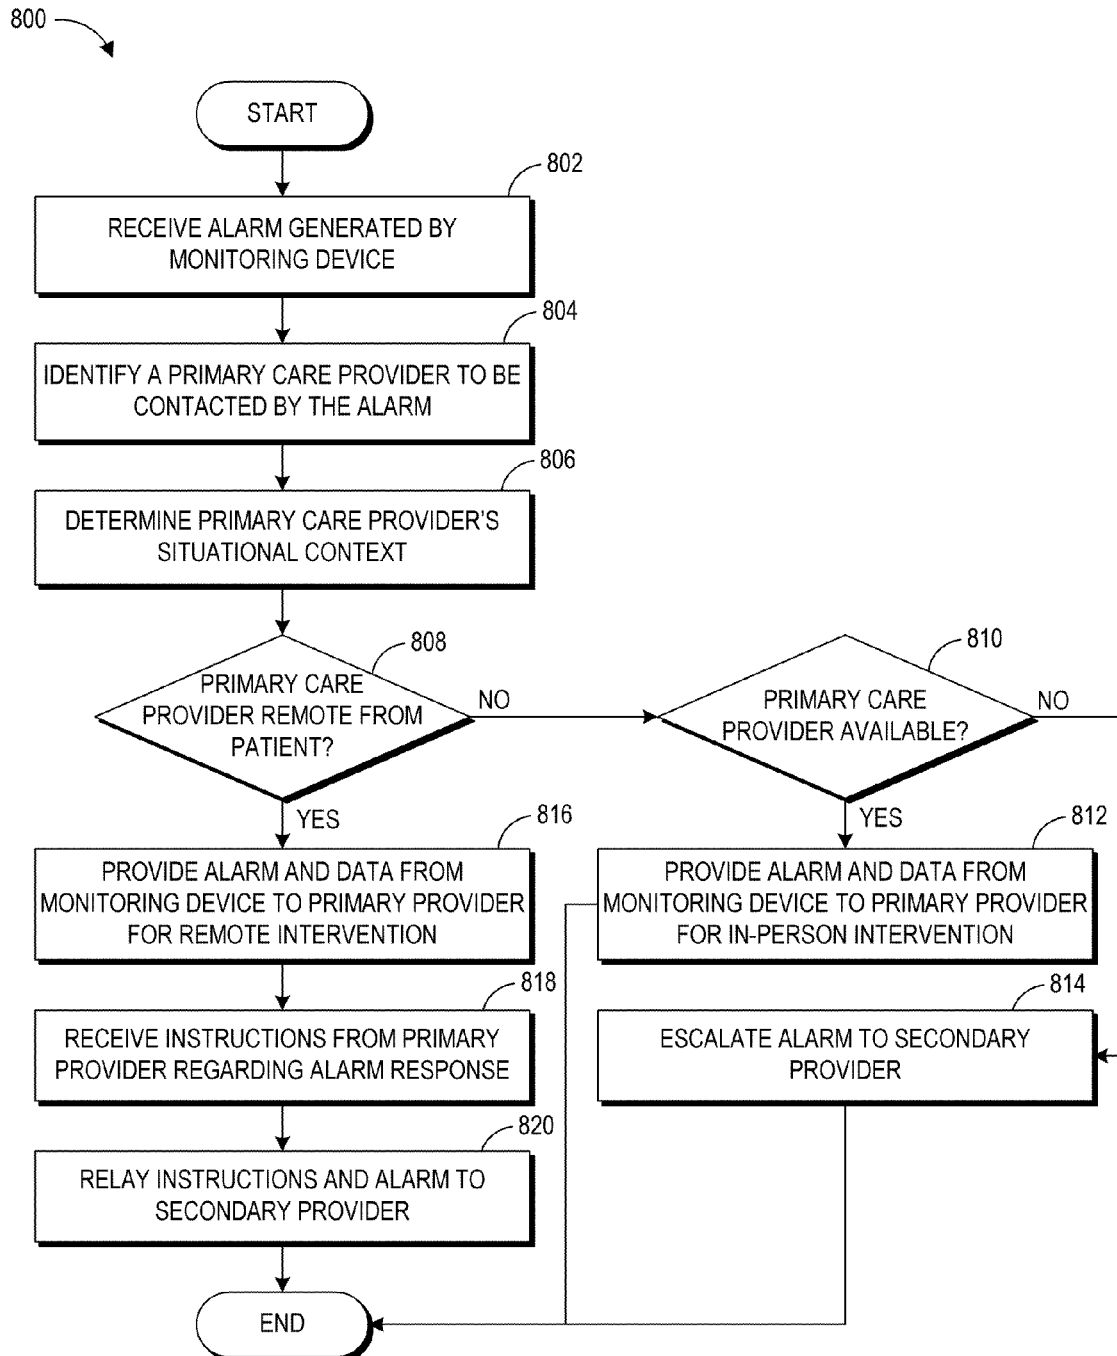 800
START
802
RECEIVE ALARM GENERATED BY
MONITORING DEVICE
804
IDENTIFY A PRIMARY CARE PROVIDER TO BE
CONTACTED BY THE ALARM
806
DETERMINE PRIMARY CARE PROVIDER'S
SITUATIONAL CONTEXT
808
PRIMARY CARE
PROVIDER REMOTE FROM
PATIENT?
NO
YES
810
PRIMARY CARE
PROVIDER AVAILABLE?
NO
YES
816
PROVIDE ALARM AND DATA FROM
MONITORING DEVICE TO PRIMARY PROVIDER
FOR REMOTE INTERVENTION
812
PROVIDE ALARM AND DATA FROM
MONITORING DEVICE TO PRIMARY PROVIDER
FOR IN-PERSON INTERVENTION
818
RECEIVE INSTRUCTIONS FROM PRIMARY
PROVIDER REGARDING ALARM RESPONSE
814
ESCALATE ALARM TO SECONDARY
PROVIDER
820
RELAY INSTRUCTIONS AND ALARM TO
SECONDARY PROVIDER
END